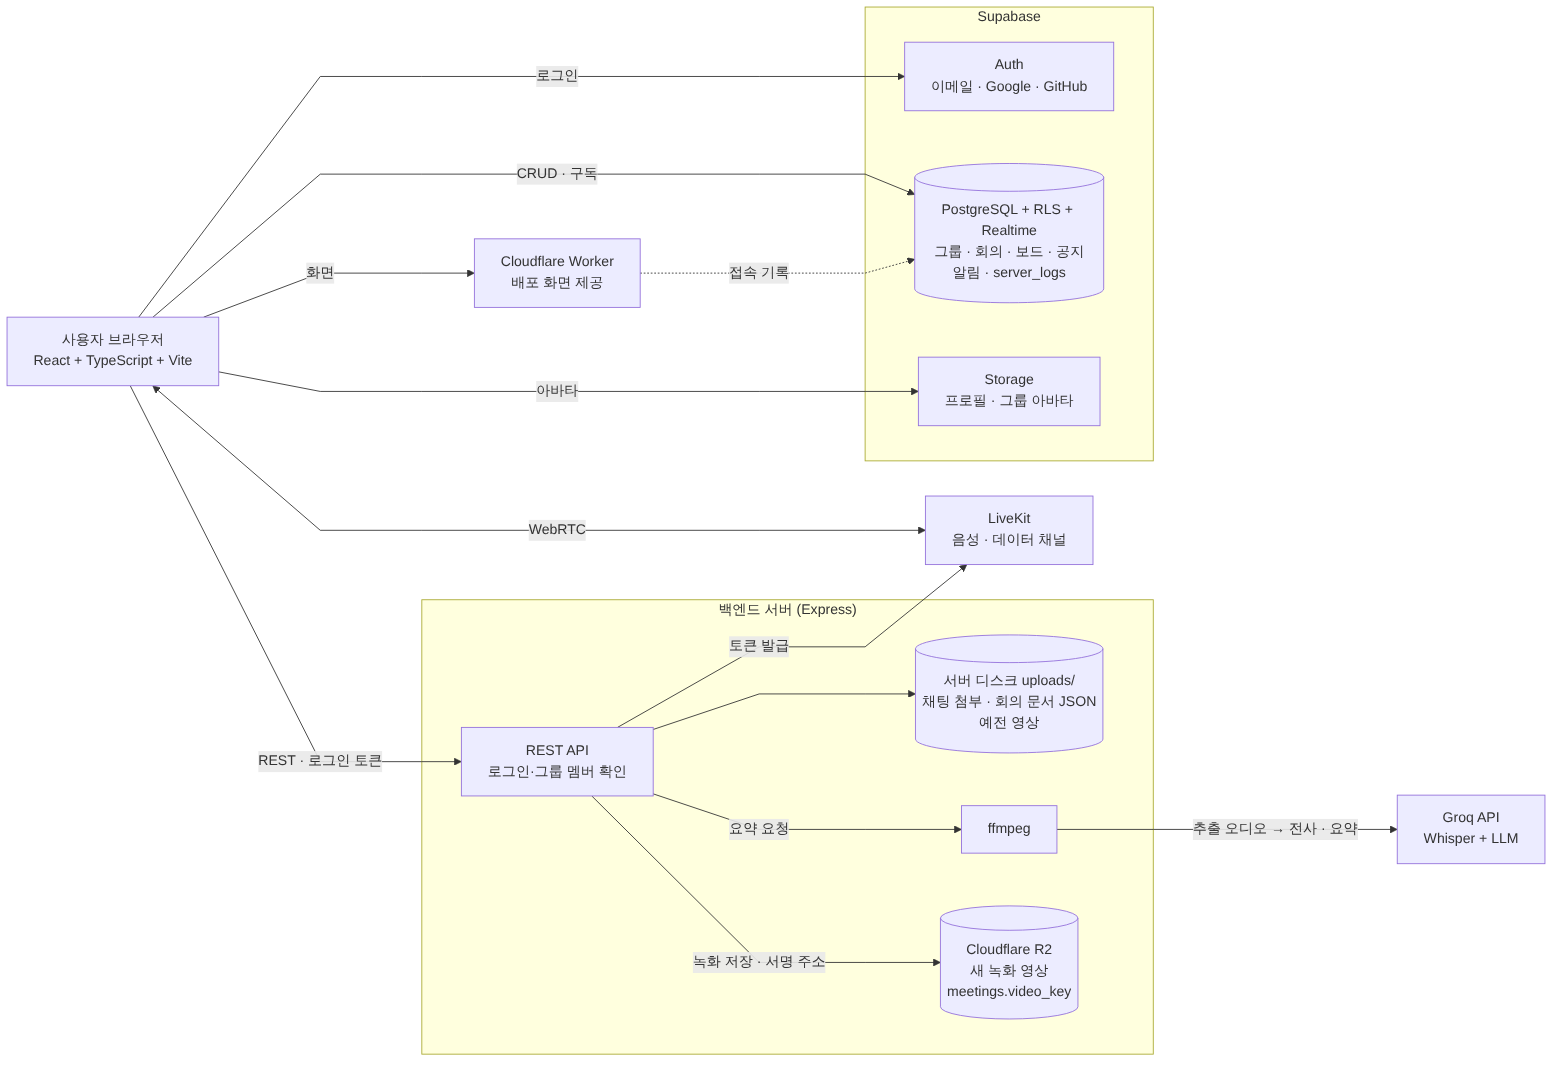 Supabase
Auth
이메일 · Google · GitHub
로그인
CRUD · 구독
PostgreSQL + RLS +
Realtime
그룹 · 회의 · 보드 · 공지
알림 · server_logs
Cloudflare Worker
배포 화면 제공
화면
접속 기록
사용자 브라우저
React + TypeScript + Vite
아바타
Storage
프로필 · 그룹 아바타
WebRTC
LiveKit
음성 · 데이터 채널
백엔드 서버 (Express)
토큰 발급
서버 디스크 uploads/
채팅 첨부 · 회의 문서 JSON
예전 영상
REST · 로그인 토큰
REST API
로그인·그룹 멤버 확인
요약 요청
ffmpeg
추출 오디오 → 전사 · 요약
Groq API
Whisper + LLM
녹화 저장 · 서명 주소
Cloudflare R2
새 녹화 영상
meetings.video_key